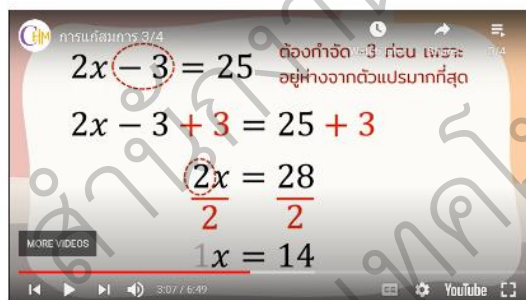 CHM การแก้สมการ 3/4
2x − 3 = 25
ต้องกำจัด -3 ก่อน เพราะ
อยู่ห่างจากตัวแปรมากที่สุด
2x − 3 + 3 = 25 + 3
2x = 28
2 2
1x = 14
MORE VIDEOS
3:07 / 6:49
CC YouTube